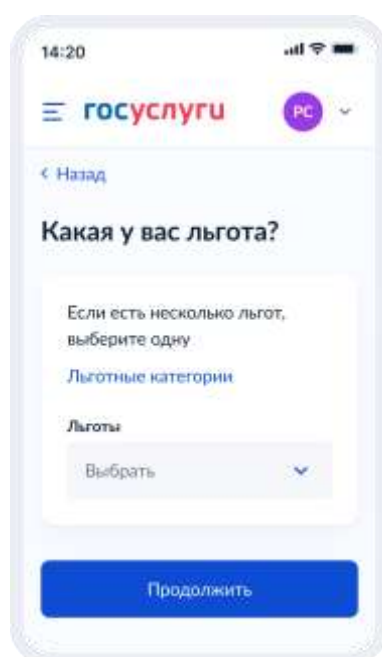 14:20
госуслуги
РС
Назад
Какая у вас льгота?
Если есть несколько льгот,
выберите одну
Льготные категории
Льготы
Выбрать
Продолжить